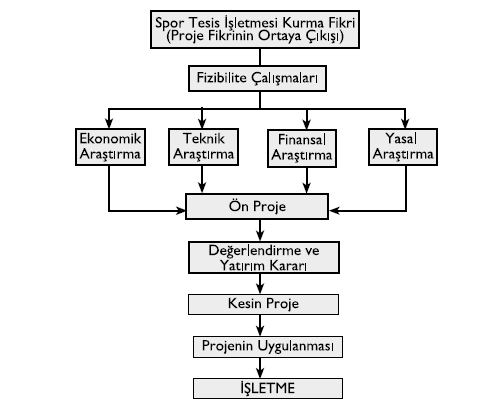 Spor Tesis İşletmesi Kurma Fikri
(Proje Fikrinin Ortaya Çıkışı)
Fizibilite Çalışmaları
Ekonomik
Araştırma
Teknik
Araştırma
Finansal
Araştırma
Yasal
Araştırma
Ön Proje
Değerlendirme ve
Yatırım Kararı
Kesin Proje
Projenin Uygulanması
İŞLETME